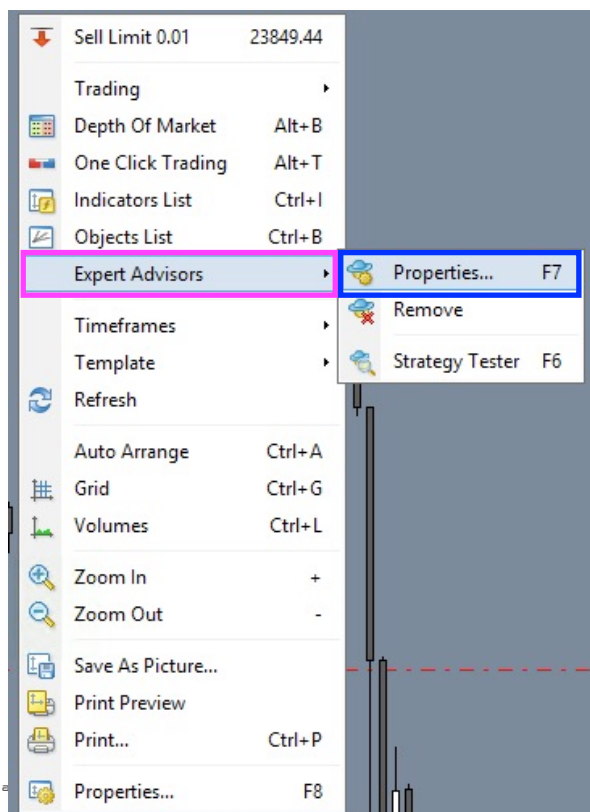 Sell Limit 0.01 23849.44
Trading
Depth Of Market Alt+B
One Click Trading Alt+T
Indicators List Ctrl+I
Objects List Ctrl+B
Expert Advisors
Properties... F7
Remove
Strategy Tester F6
Timeframes
Template
Refresh
Auto Arrange Ctrl+A
Grid Ctrl+G
Volumes Ctrl+L
Zoom In +
Zoom Out -
Save As Picture...
Print Preview
Print... Ctrl+P
Properties... F8